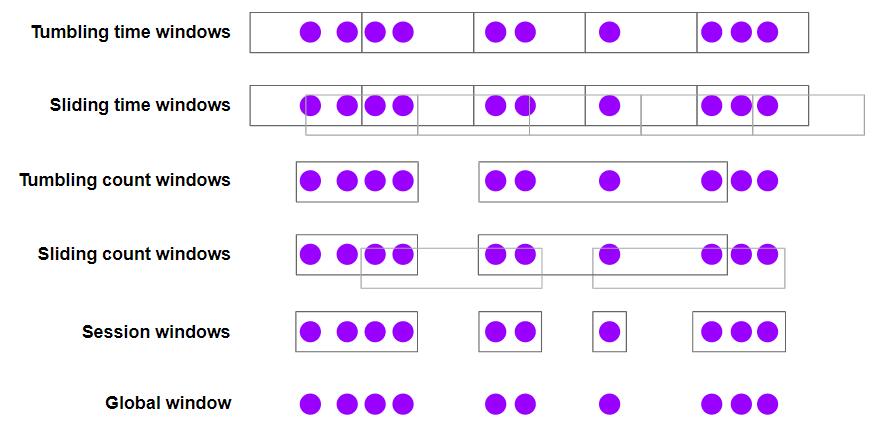 Tumbling time windows
Sliding time windows
Tumbling count windows
Sliding count windows
Session windows
Global window